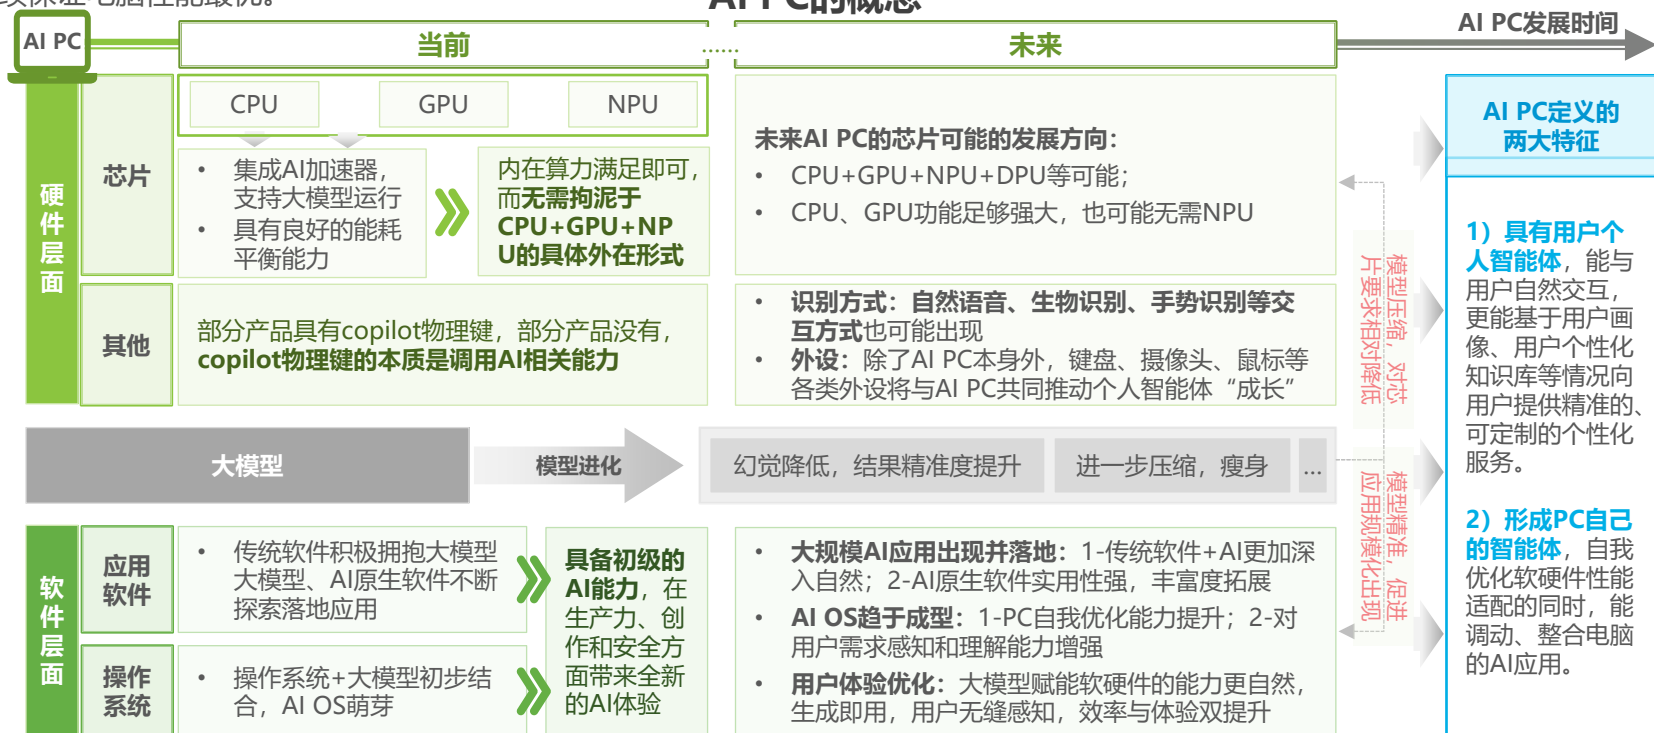 AI PC的概念
AI PC
当前
……
未来
AI PC发展时间
硬件层面
芯片
CPU
GPU
NPU
• 集成AI加速器，
支持大模型运行
• 具有良好的能耗
平衡能力
内在算力满足即可，
而无需拘泥于
CPU+GPU+NP
U的具体外在形式
未来AI PC的芯片可能的发展方向：
• CPU+GPU+NPU+DPU等可能；
• CPU、GPU功能足够强大，也可能无需NPU
其他
部分产品具有copilot物理键，部分产品没有，
copilot物理键的本质是调用AI相关能力
• 识别方式：自然语音、生物识别、手势识别等交
互方式也可能出现
• 外设：除了AI PC本身外，键盘、摄像头、鼠标等
各类外设将与AI PC共同推动个人智能体“成长”
模型压缩，对芯
片要求相对降低
大模型
模型进化
幻觉降低，结果精准度提升
进一步压缩，瘦身
...
模型精准，促进
应用规模化出现
软件层面
应用
软件
• 传统软件积极拥抱大模型
大模型、AI原生软件不断
探索落地应用
操作
系统
• 操作系统+大模型初步结
合，AI OS萌芽
具备初级的
AI能力，在
生产力、创
作和安全方
面带来全新
的AI体验
• 大规模AI应用出现并落地：1-传统软件+AI更加深
入自然；2-AI原生软件实用性强，丰富度拓展
• AI OS趋于成型：1-PC自我优化能力提升；2-对
用户需求感知和理解能力增强
• 用户体验优化：大模型赋能软硬件的能力更自然，
生成即用，用户无缝感知，效率与体验双提升
AI PC定义的
两大特征
1）具有用户个
人智能体，能与
用户自然交互，
更能基于用户画
像、用户个性化
知识库等情况向
用户提供精准的、
可定制的个性化
服务。
2）形成PC自己
的智能体，自我
优化软硬件性能
适配的同时，能
调动、整合电脑
的AI应用。